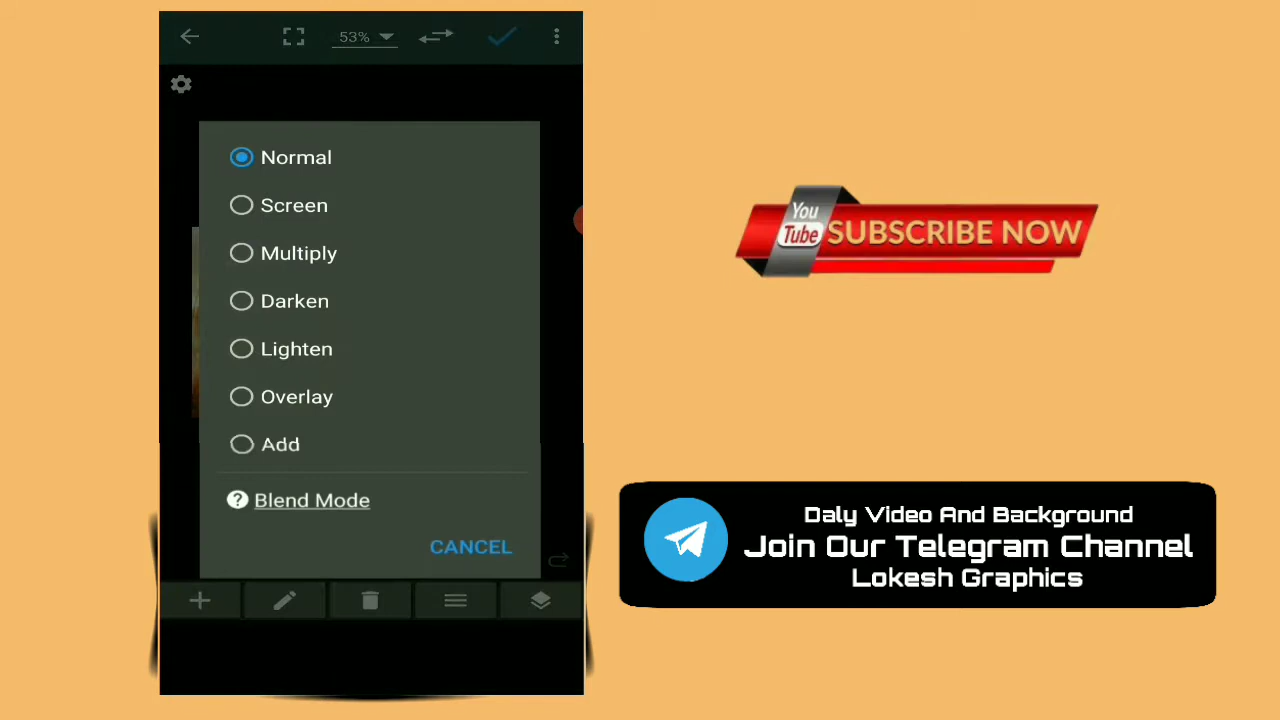 53%
Normal
Screen
Multiply
Darken
Lighten
Overlay
Add
? Blend Mode
CANCEL
You
Tube
SUBSCRIBE NOW
Daly Video And Background
Join Our Telegram Channel
Lokesh Graphics